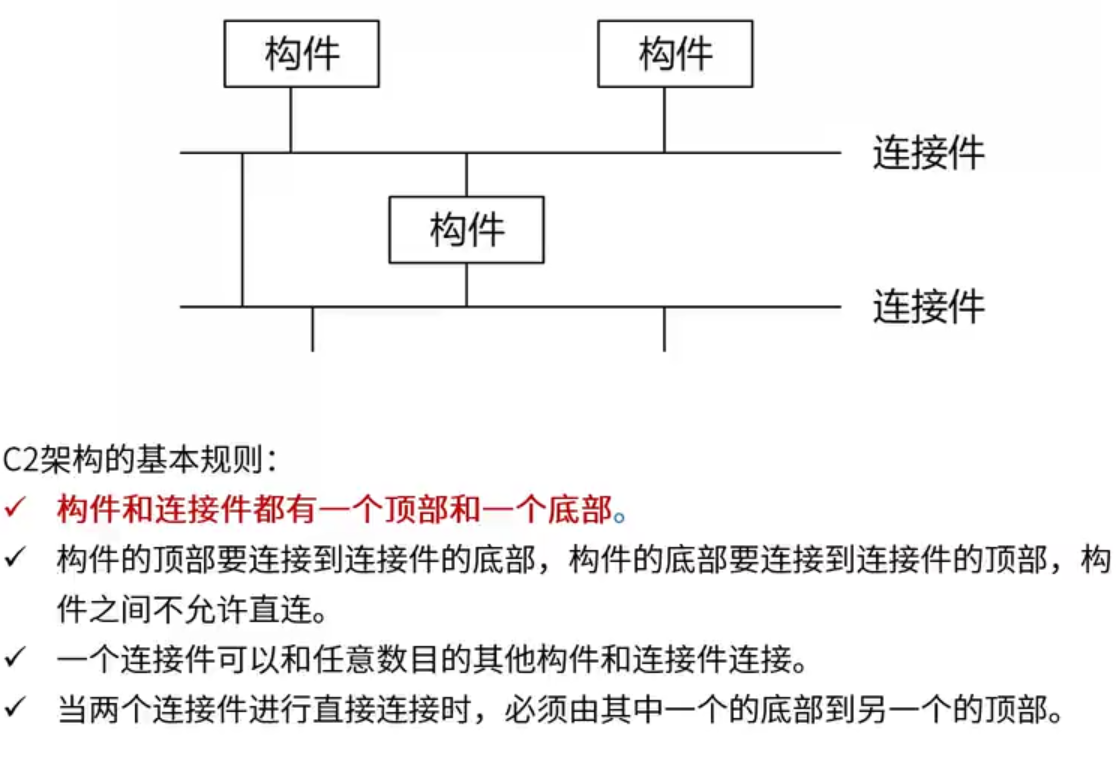 构件 构件
连接件
构件
连接件
C2架构的基本规则：
✓ 构件和连接件都有一个顶部和一个底部。
✓ 构件的顶部要连接到连接件的底部，构件的底部要连接到连接件的顶部，构
件之间不允许直连。
✓ 一个连接件可以和任意数目的其他构件和连接件连接。
✓ 当两个连接件进行直接连接时，必须由其中一个的底部到另一个的顶部。